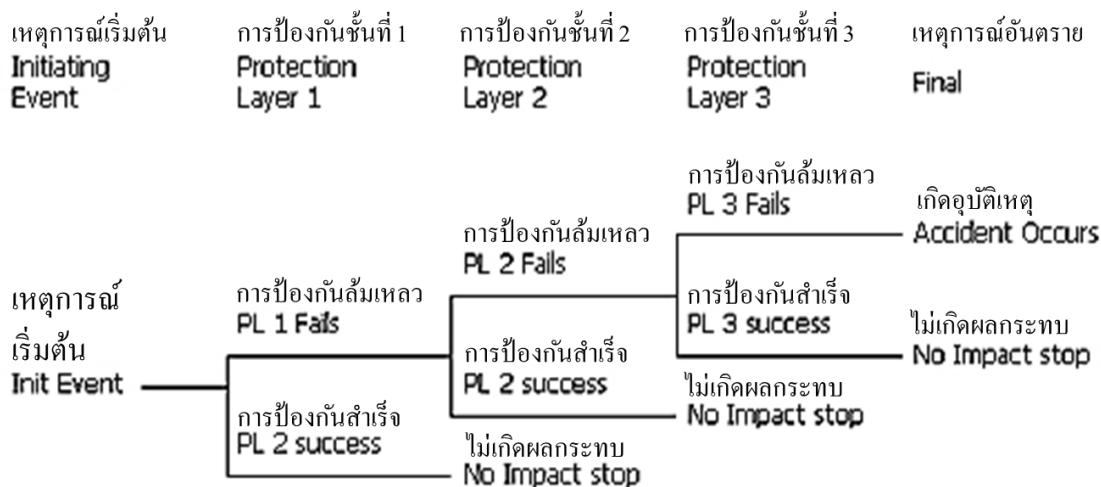 เหตุการณ์เริ่มต้น
Initiating
Event
การป้องกันชั้นที่ 1
Protection
Layer 1
การป้องกันชั้นที่ 2
Protection
Layer 2
การป้องกันชั้นที่ 3
Protection
Layer 3
เหตุการณ์อันตราย
Final
การป้องกันล้มเหลว
PL 3 Fails
เกิดอุบัติเหตุ
Accident Occurs
การป้องกันล้มเหลว
PL 2 Fails
การป้องกันล้มเหลว
PL 1 Fails
การป้องกันสำเร็จ
PL 3 success
ไม่เกิดผลกระทบ
No Impact stop
เหตุการณ์
เริ่มต้น
Init Event
การป้องกันสำเร็จ
PL 2 success
ไม่เกิดผลกระทบ
No Impact stop
การป้องกันสำเร็จ
PL 2 success
ไม่เกิดผลกระทบ
No Impact stop